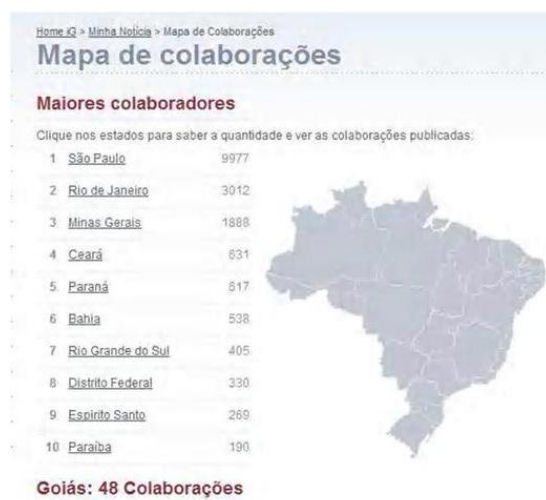 Home iG > Minha Notícia > Mapa de Colaborações
Mapa de colaborações
Maiores colaboradores
Clique nos estados para saber a quantidade e ver as colaborações publicadas:
1 São Paulo 9977
2 Rio de Janeiro 3012
3 Minas Gerais 1888
4 Ceará 631
5 Paraná 617
6 Bahia 538
7 Rio Grande do Sul 405
8 Distrito Federal 330
9 Espírito Santo 269
10 Paraíba 190
Goiás: 48 Colaborações